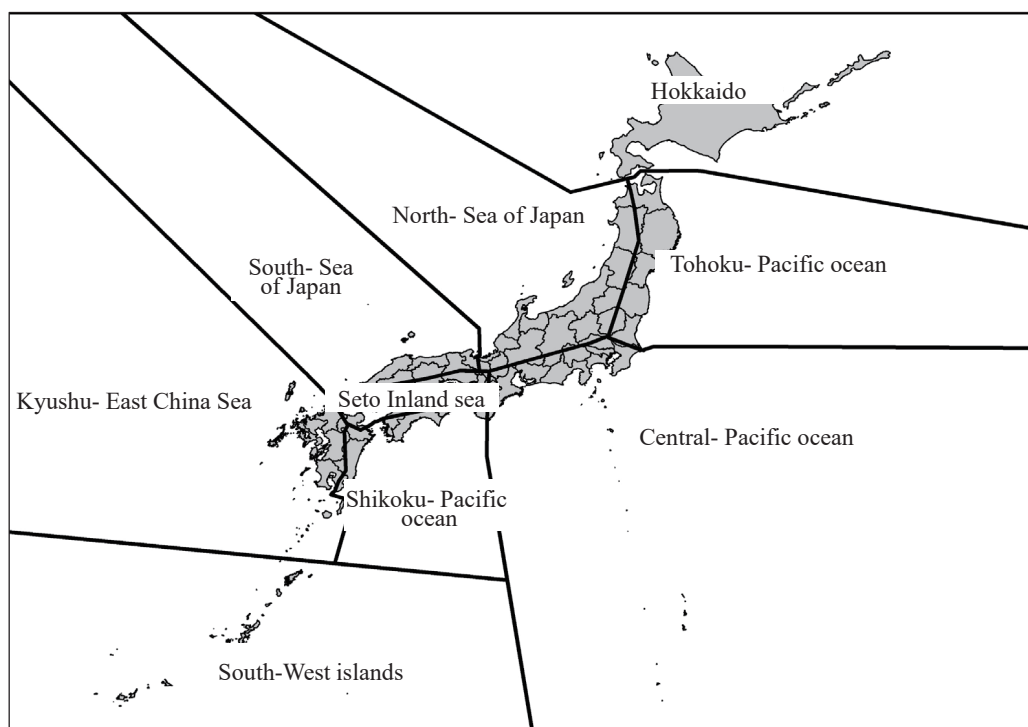 Hokkaido
North- Sea of Japan
South- Sea
of Japan
Tohoku- Pacific ocean
Kyushu- East China Sea
Seto Inland sea
Central- Pacific ocean
Shikoku- Pacific
ocean
South-West islands